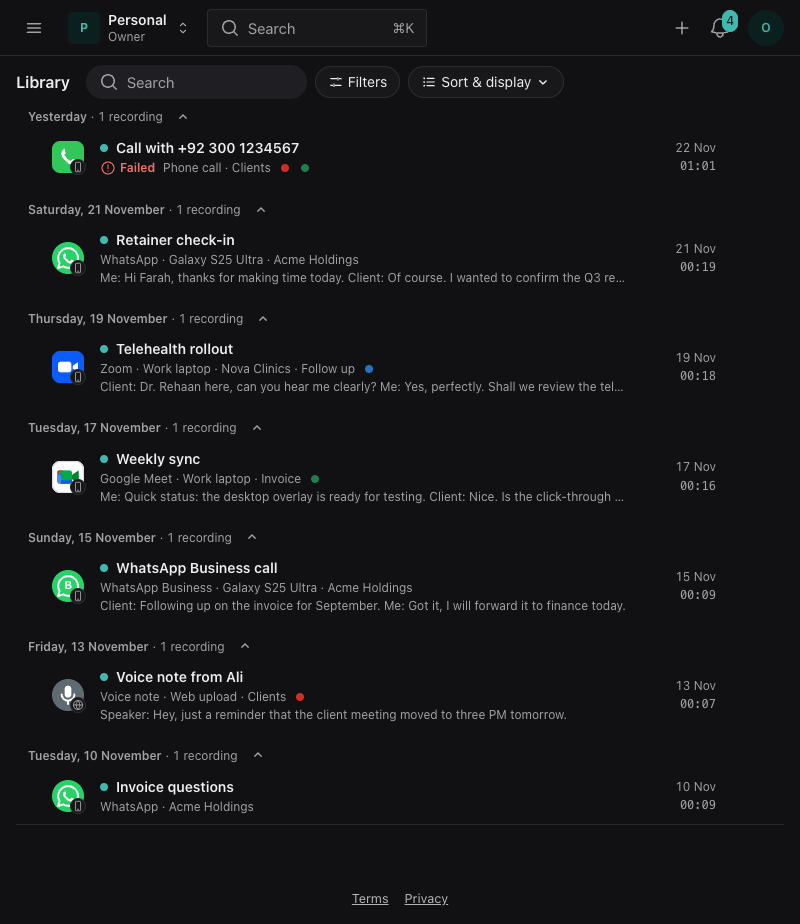 P
Personal
Owner
Search
⌘K
4
O
Library
Search
Filters
Sort & display
Yesterday · 1 recording
Call with +92 300 1234567
22 Nov
Failed Phone call · Clients
01:01
Saturday, 21 November · 1 recording
Retainer check-in
21 Nov
WhatsApp · Galaxy S25 Ultra · Acme Holdings
00:19
Me: Hi Farah, thanks for making time today. Client: Of course. I wanted to confirm the Q3 re...
Thursday, 19 November · 1 recording
Telehealth rollout
19 Nov
Zoom · Work laptop · Nova Clinics · Follow up
00:18
Client: Dr. Rehaan here, can you hear me clearly? Me: Yes, perfectly. Shall we review the tel...
Tuesday, 17 November · 1 recording
Weekly sync
17 Nov
Google Meet · Work laptop · Invoice
00:16
Me: Quick status: the desktop overlay is ready for testing. Client: Nice. Is the click-through ...
Sunday, 15 November · 1 recording
WhatsApp Business call
15 Nov
B
WhatsApp Business · Galaxy S25 Ultra · Acme Holdings
00:09
Client: Following up on the invoice for September. Me: Got it, I will forward it to finance today.
Friday, 13 November · 1 recording
Voice note from Ali
13 Nov
Voice note · Web upload · Clients
00:07
Speaker: Hey, just a reminder that the client meeting moved to three PM tomorrow.
Tuesday, 10 November · 1 recording
Invoice questions
10 Nov
WhatsApp · Acme Holdings
00:09
Terms
Privacy